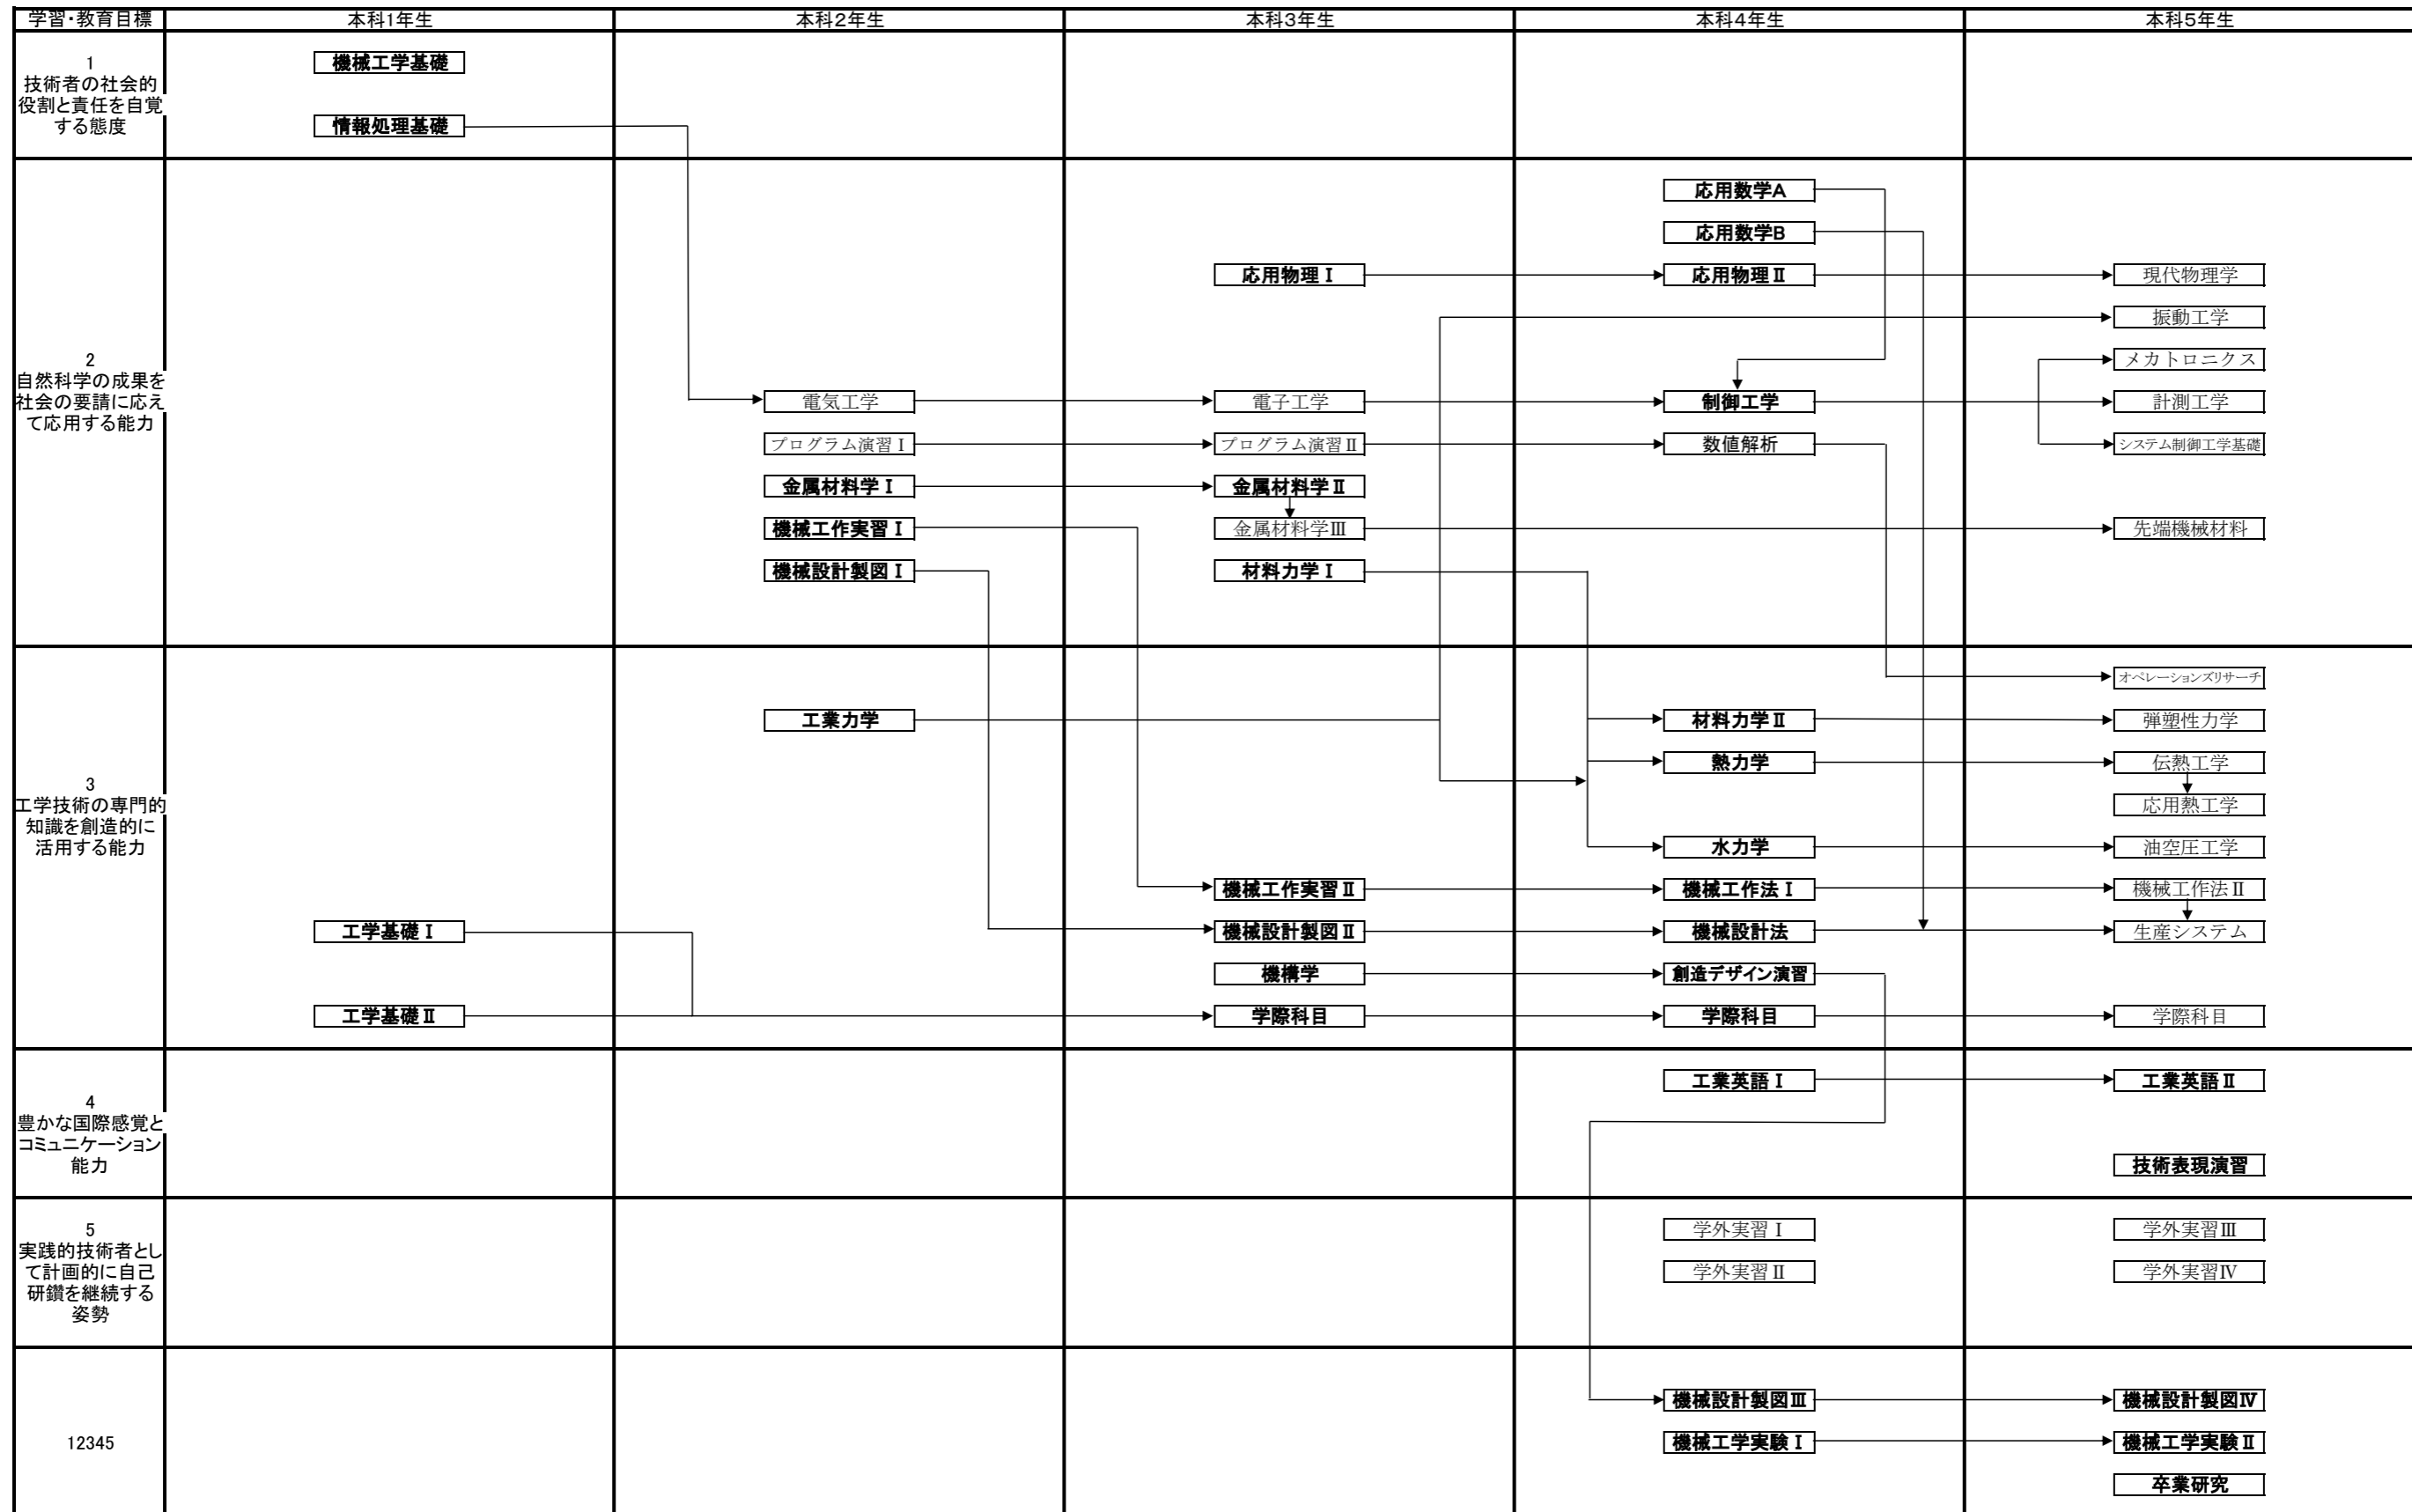 学習・教育目標
本科1年生
本科2年生
本科3年生
本科4年生
本科5年生
1
技術者の社会的
役割と責任を自覚
する態度
機械工学基礎
情報処理基礎
2
自然科学の成果を
社会の要請に応え
て応用する能力
応用数学A
応用数学B
応用物理Ⅰ
応用物理Ⅱ
現代物理学
振動工学
メカトロニクス
電気工学
電子工学
制御工学
計測工学
プログラム演習Ⅰ
プログラム演習Ⅱ
数値解析
システム制御工学基礎
金属材料学Ⅰ
金属材料学Ⅱ
機械工作実習Ⅰ
金属材料学Ⅲ
先端機械材料
機械設計製図Ⅰ
材料力学Ⅰ
3
工学技術の専門的
知識を創造的に
活用する能力
オペレーションズリサーチ
工業力学
材料力学Ⅱ
弾塑性力学
熱力学
伝熱工学
応用熱工学
水力学
油空圧工学
機械工作実習Ⅱ
機械工作法Ⅰ
機械工作法Ⅱ
工学基礎Ⅰ
機械設計製図Ⅱ
機械設計法
生産システム
機構学
創造デザイン演習
工学基礎Ⅱ
学際科目
学際科目
学際科目
4
豊かな国際感覚と
コミュニケーション
能力
工業英語Ⅰ
工業英語Ⅱ
技術表現演習
5
実践的技術者とし
て計画的に自己
研鑽を継続する
姿勢
学外実習Ⅰ
学外実習Ⅲ
学外実習Ⅱ
学外実習Ⅳ
12345
機械設計製図Ⅲ
機械設計製図Ⅳ
機械工学実験Ⅰ
機械工学実験Ⅱ
卒業研究